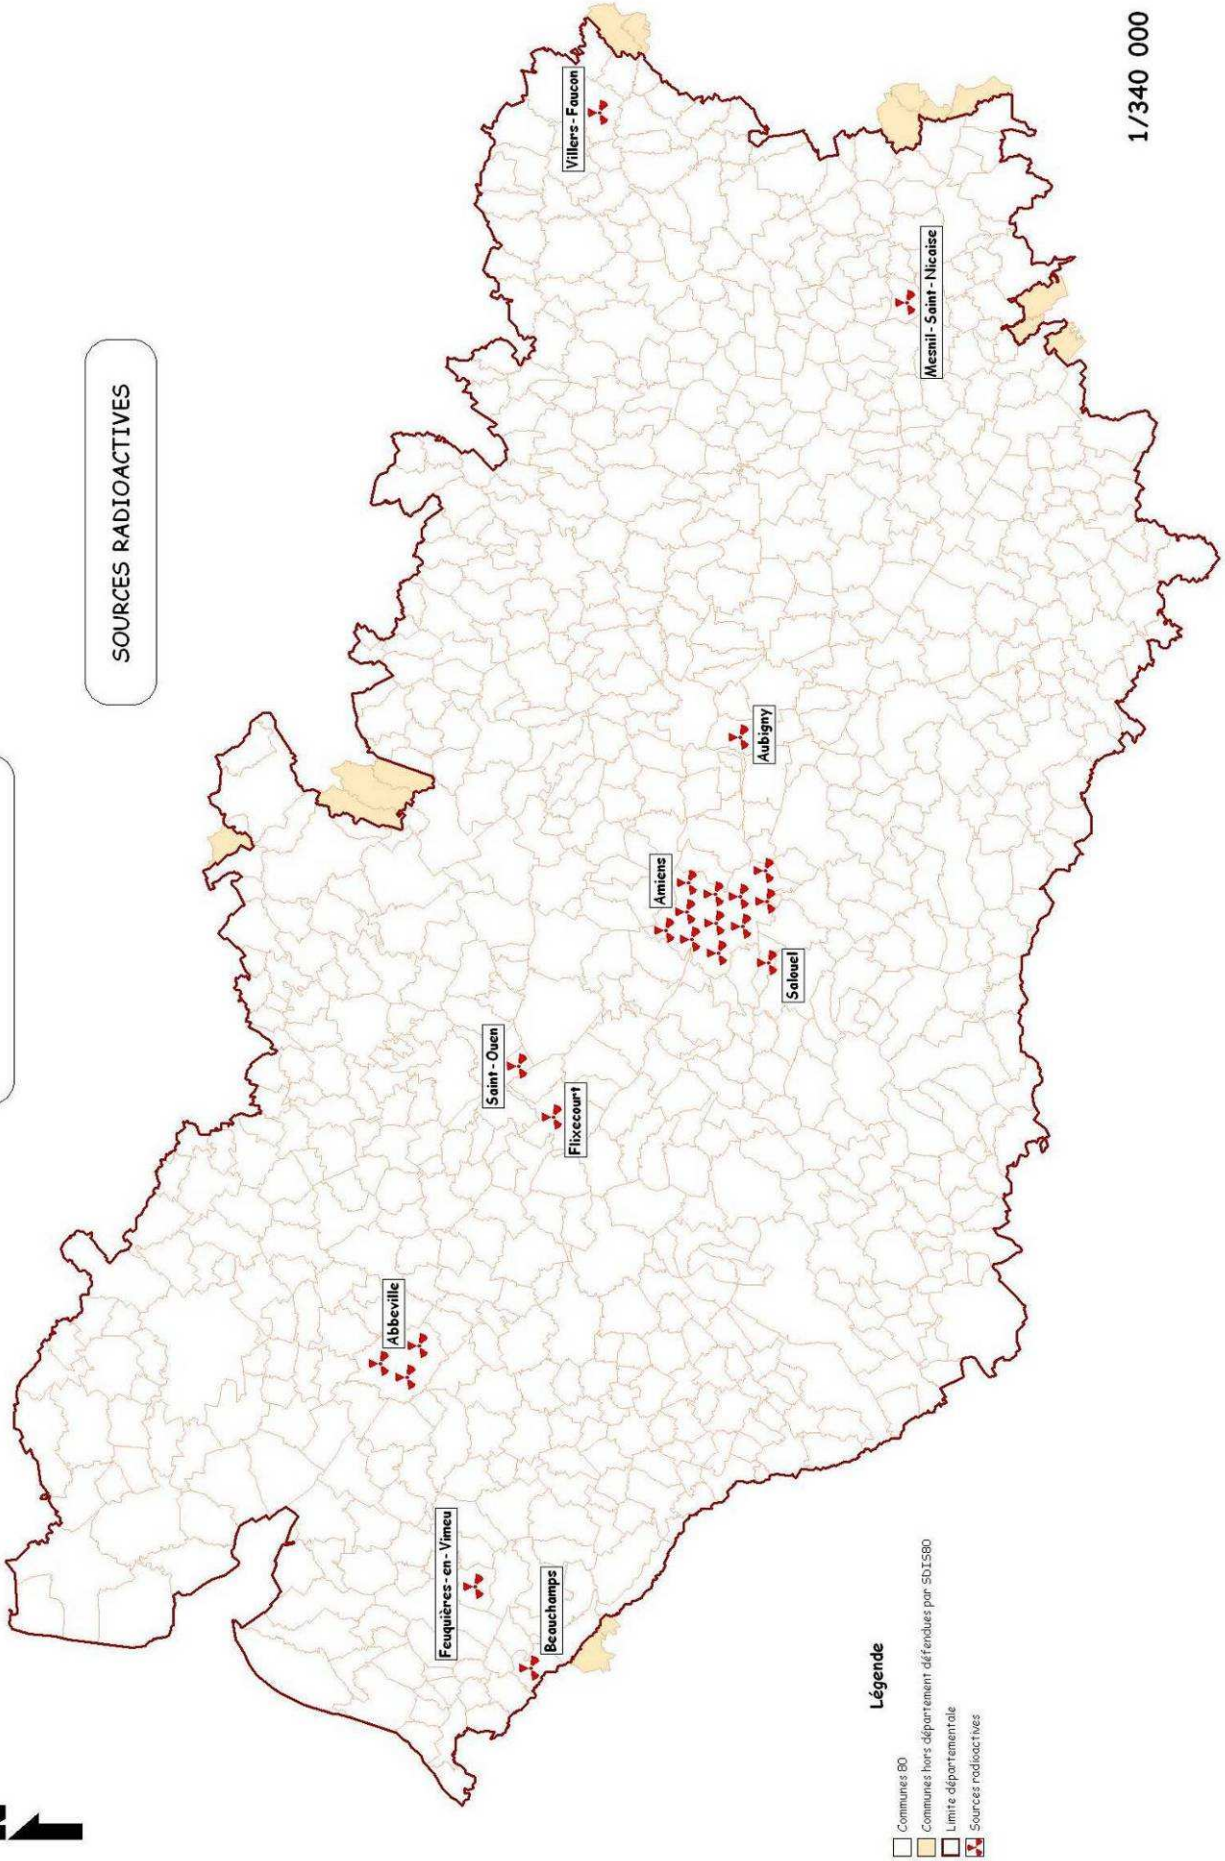 SOURCES RADIOACTIVES
Villers-Faucon
Mesnil-Saint-Nicaise
Aubigny
Amiens
Salouel
Saint-Ouen
Flixecourt
Abbeville
Feuquières-en-Vimeu
Beauchamps
Légende
Communes 80
Communes hors département défendues par SDIS80
Limite départementale
Sources radioactives
1/340 000